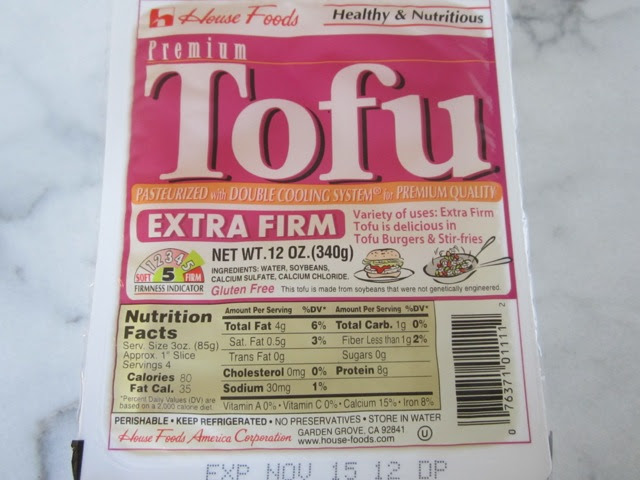 House Foods Healthy & Nutritious
Premium
Tofu
PASTEURIZED with DOUBLE COOLING SYSTEM® for PREMIUM QUALITY
EXTRA FIRM
Variety of uses: Extra Firm
Tofu is delicious in
Tofu Burgers & Stir-fries
1 2 3 4 5
SOFT 5 FIRM
FIRMNESS INDICATOR
NET WT. 12 OZ. (340g)
INGREDIENTS: WATER, SOYBEANS,
CALCIUM SULFATE, CALCIUM CHLORIDE.
Gluten Free This tofu is made from soybeans that were not genetically engineered.
Nutrition
Facts
Serv. Size 3oz. (85g)
Approx. 1" Slice
Servings 4
Calories 80
Fat Cal. 35
*Percent Daily Values (DV) are
based on a 2,000 calorie diet.
Amount Per Serving %DV* Amount Per Serving %DV*
Total Fat 4g 6% Total Carb. 1g 0%
Sat. Fat 0.5g 3% Fiber Less than 1g 2%
Trans Fat 0g Sugars 0g
Cholesterol 0mg 0% Protein 8g
Sodium 30mg 1%
Vitamin A 0% • Vitamin C 0% • Calcium 15% • Iron 8%
0 76371 01111 2
PERISHABLE • KEEP REFRIGERATED • NO PRESERVATIVES • STORE IN WATER
House Foods America Corporation GARDEN GROVE, CA 92841
www.house-foods.com
U
EXP NOV 15 12 DP